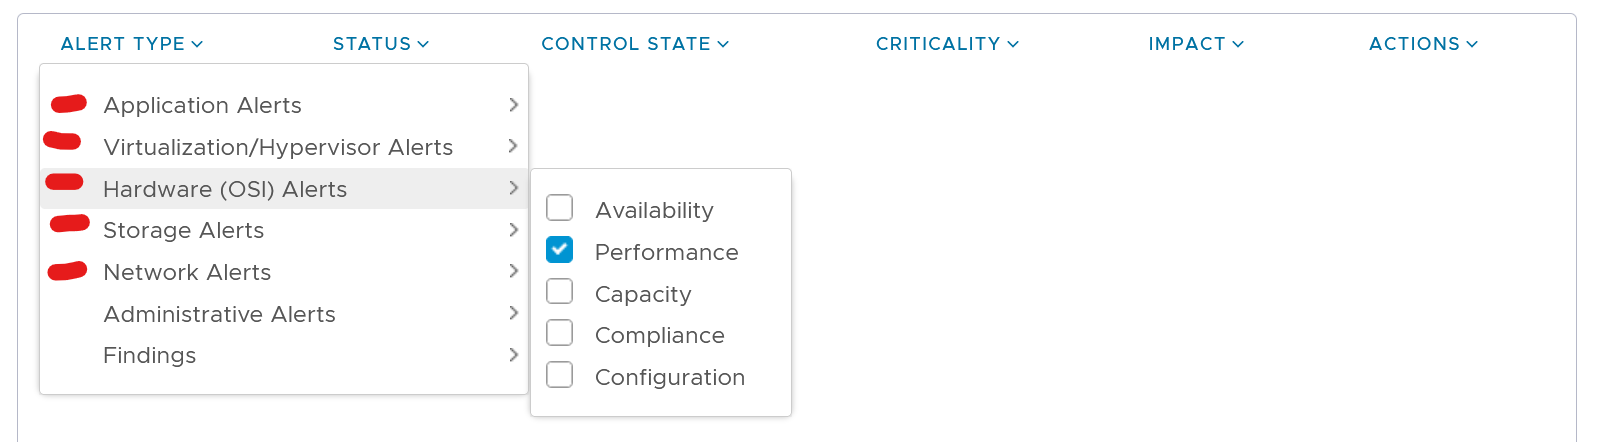 ALERT TYPE STATUS CONTROL STATE CRITICALITY IMPACT ACTIONS
Application Alerts
Virtualization/Hypervisor Alerts
Hardware (OSI) Alerts
Storage Alerts
Network Alerts
Administrative Alerts
Findings
Availability
Performance
Capacity
Compliance
Configuration